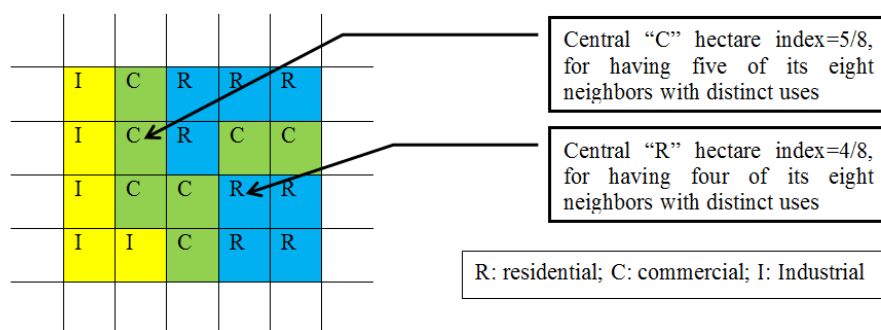 Central “C” hectare index=5/8,
for having five of its eight
neighbors with distinct uses
I C R R R
I C R C C
Central “R” hectare index=4/8,
for having four of its eight
neighbors with distinct uses
I C C R R
I I C R R
R: residential; C: commercial; I: Industrial